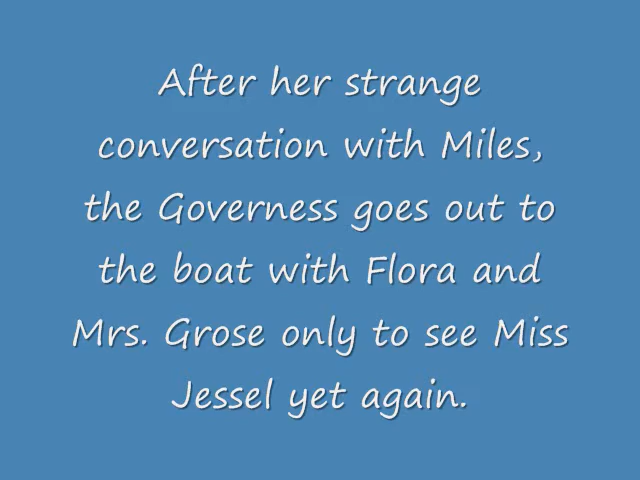 After her strange
conversation with Miles,
the Governess goes out to
the boat with Flora and
Mrs. Grose only to see Miss
Jessel yet again.